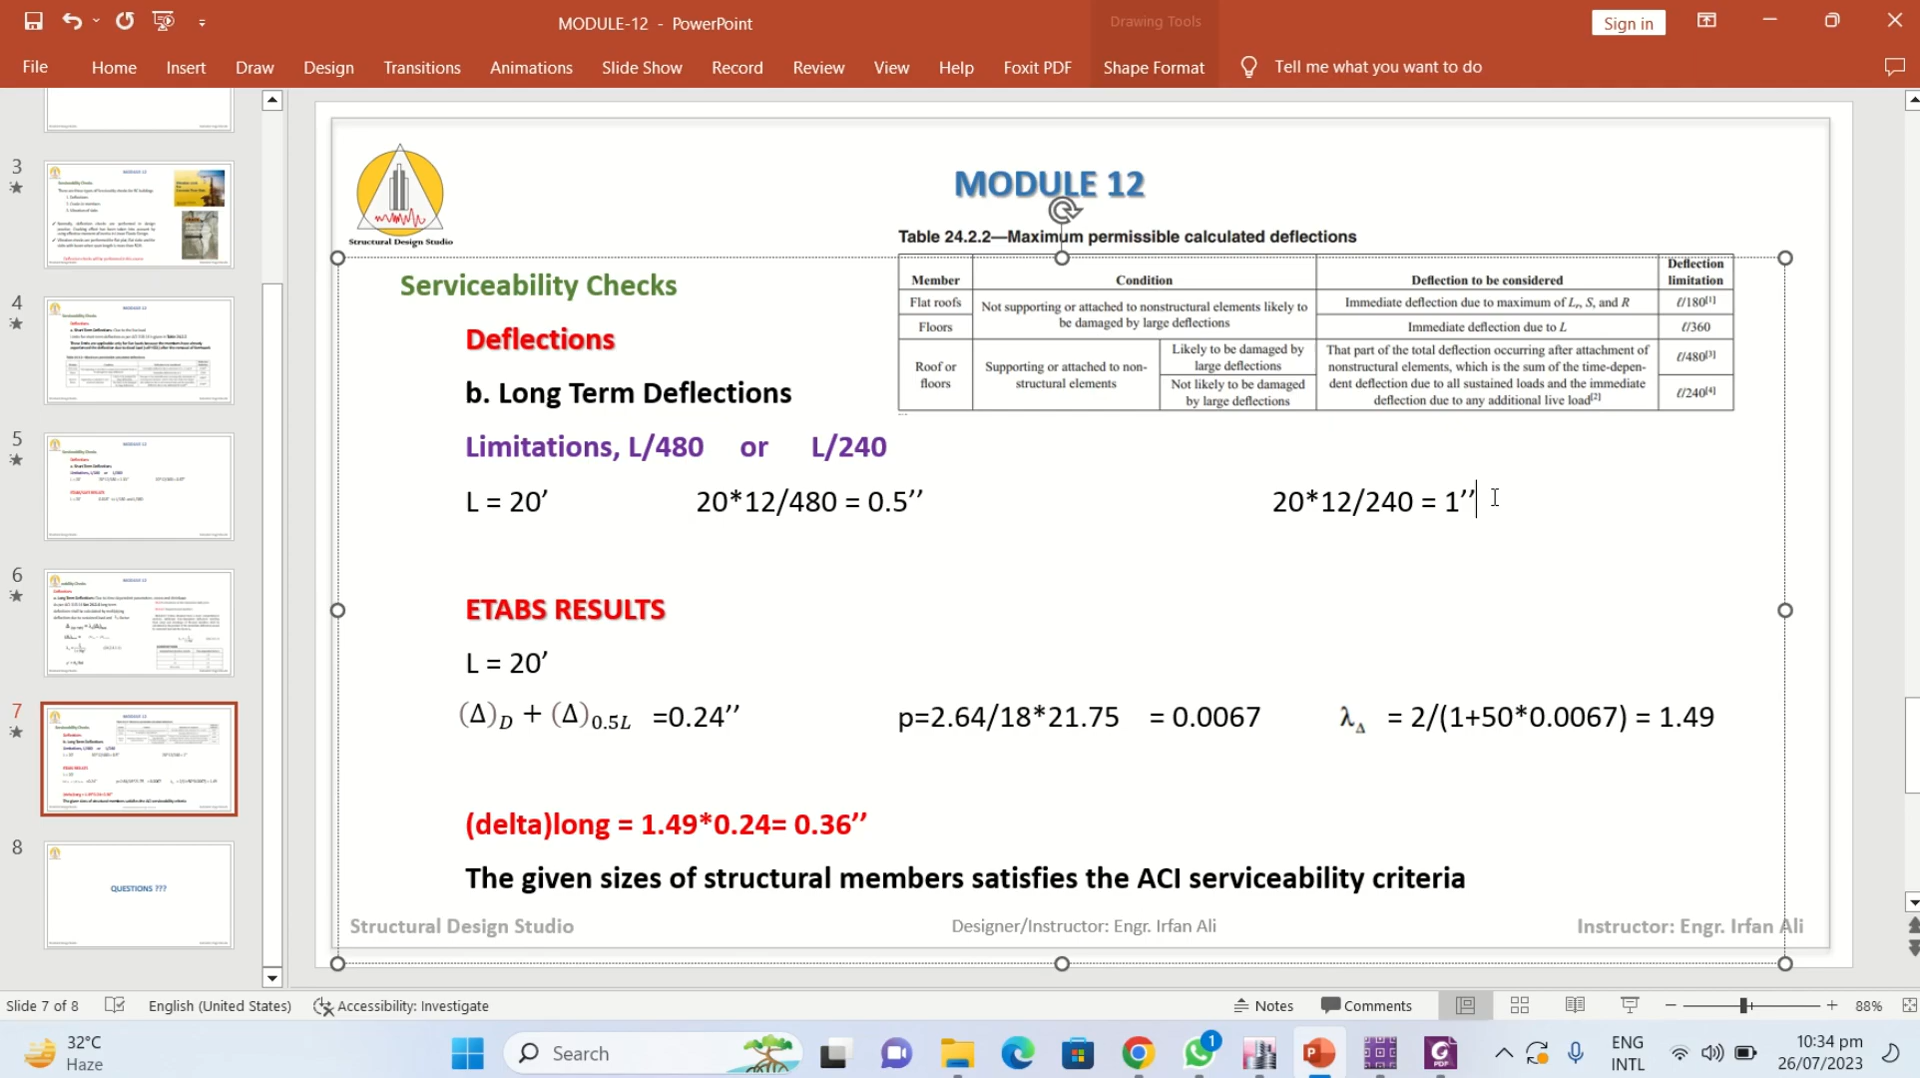 MODULE-12 - PowerPoint
Drawing Tools
Sign in
File Home Insert Draw Design Transitions Animations Slide Show Record Review View Help Foxit PDF Shape Format Tell me what you want to do
3
4
5
6
7
8
QUESTIONS ???
Structural Design Studio
MODULE 12
Table 24.2.2—Maximum permissible calculated deflections
Member Condition Deflection to be considered Deflection limitation
Flat roofs Not supporting or attached to nonstructural elements likely to be damaged by large deflections Immediate deflection due to maximum of Lr, S, and R ℓ/180[1]
Floors Immediate deflection due to L ℓ/360
Roof or floors Supporting or attached to non-structural elements Likely to be damaged by large deflections That part of the total deflection occurring after attachment of nonstructural elements, which is the sum of the time-dependent deflection due to all sustained loads and the immediate deflection due to any additional live load[2] ℓ/480[3]
Not likely to be damaged by large deflections ℓ/240[4]
Serviceability Checks
Deflections
b. Long Term Deflections
Limitations, L/480 or L/240
L = 20’ 20*12/480 = 0.5’’ 20*12/240 = 1’’
ETABS RESULTS
L = 20’
(Δ)D + (Δ)0.5L =0.24’’ p=2.64/18*21.75 = 0.0067 λΔ = 2/(1+50*0.0067) = 1.49
(delta)long = 1.49*0.24= 0.36’’
The given sizes of structural members satisfies the ACI serviceability criteria
Structural Design Studio Designer/Instructor: Engr. Irfan Ali Instructor: Engr. Irfan Ali
Slide 7 of 8 English (United States) Accessibility: Investigate Notes Comments 88%
32°C
Haze
Search
1
ENG
INTL
10:34 pm
26/07/2023